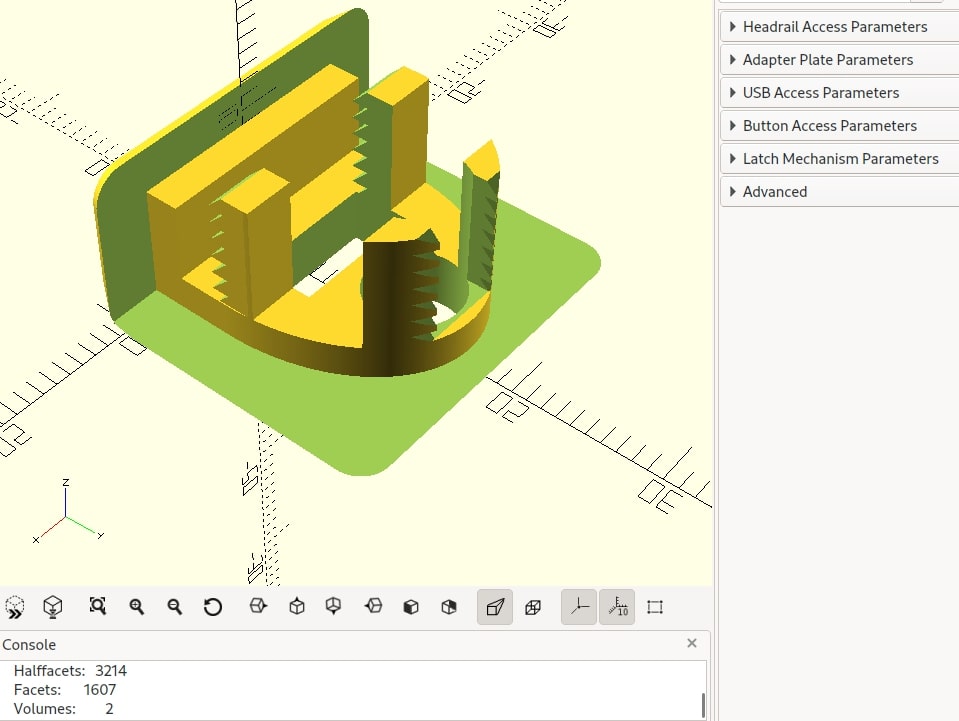 Headrail Access Parameters
Adapter Plate Parameters
USB Access Parameters
Button Access Parameters
Latch Mechanism Parameters
Advanced
z
x
y
10
Console
Halffacets: 3214
Facets: 1607
Volumes: 2